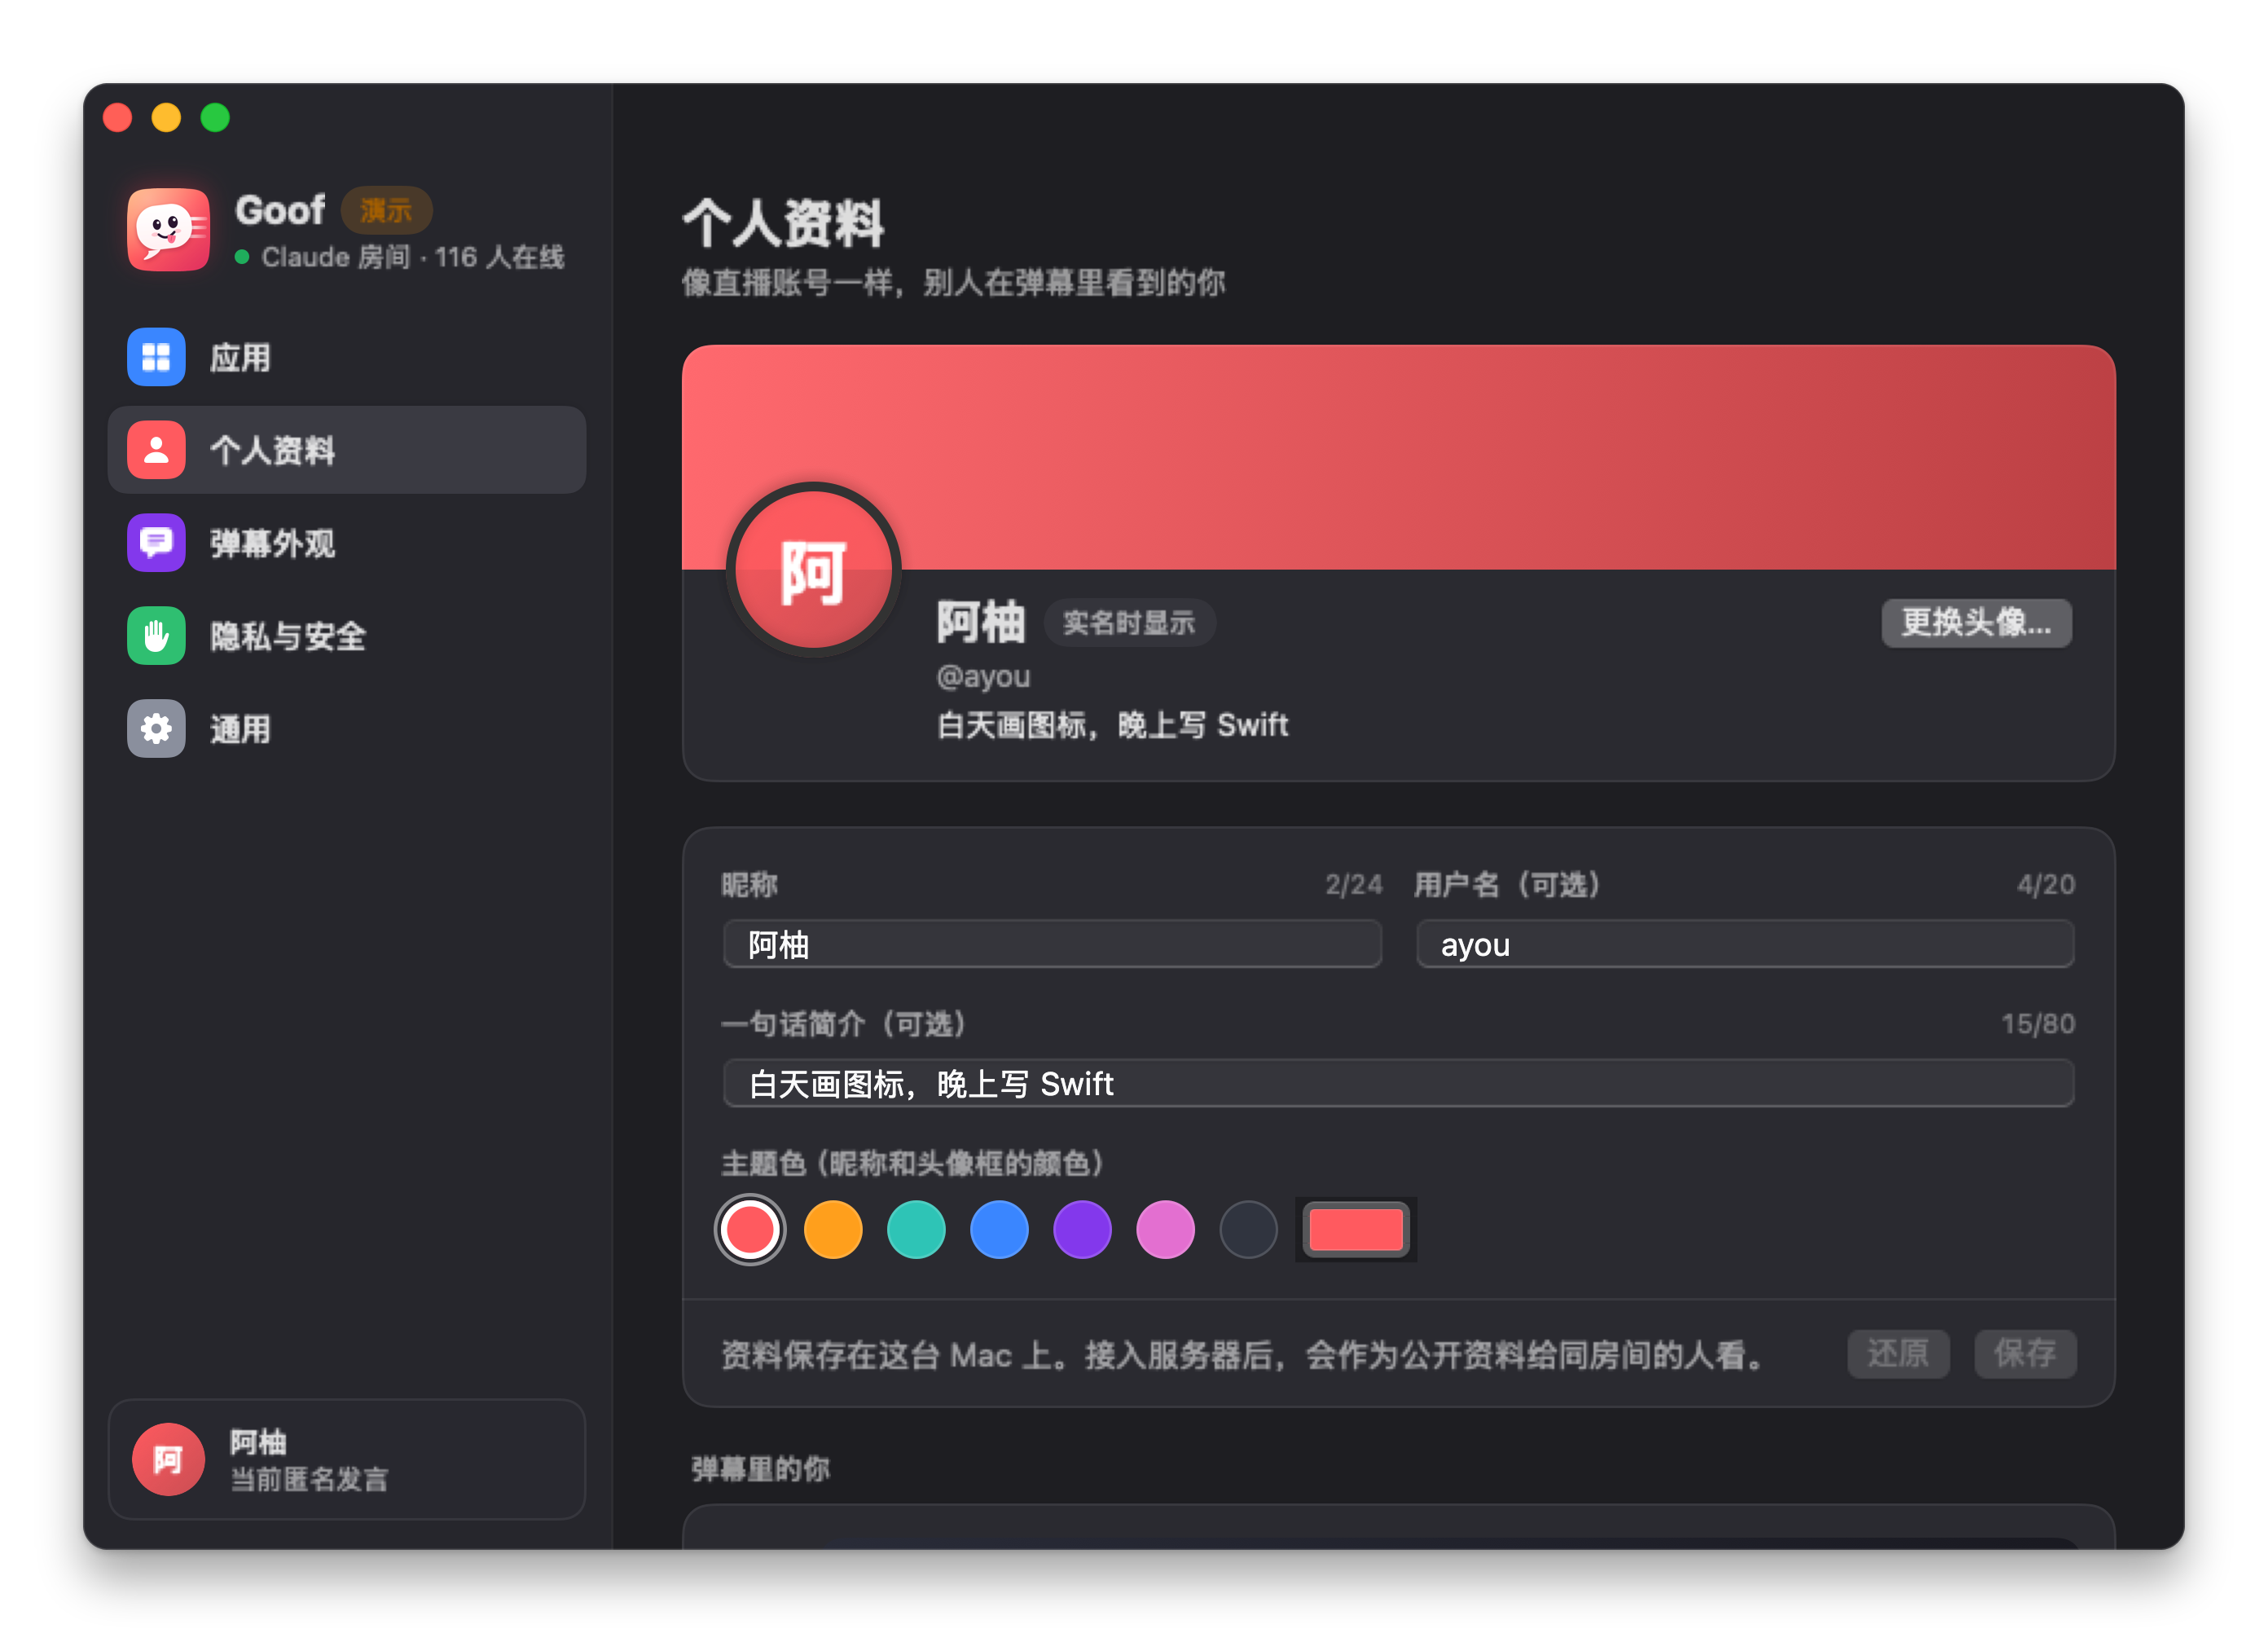 Goof 演示
Claude 房间 · 116 人在线
应用
个人资料
弹幕外观
隐私与安全
通用
阿
阿柚
当前匿名发言
个人资料
像直播账号一样，别人在弹幕里看到的你
阿
阿柚 实名时显示
更换头像...
@ayou
白天画图标，晚上写 Swift
昵称 2/24
用户名（可选） 4/20
阿柚
ayou
一句话简介（可选） 15/80
白天画图标，晚上写 Swift
主题色（昵称和头像框的颜色）
资料保存在这台 Mac 上。接入服务器后，会作为公开资料给同房间的人看。
还原 保存
弹幕里的你